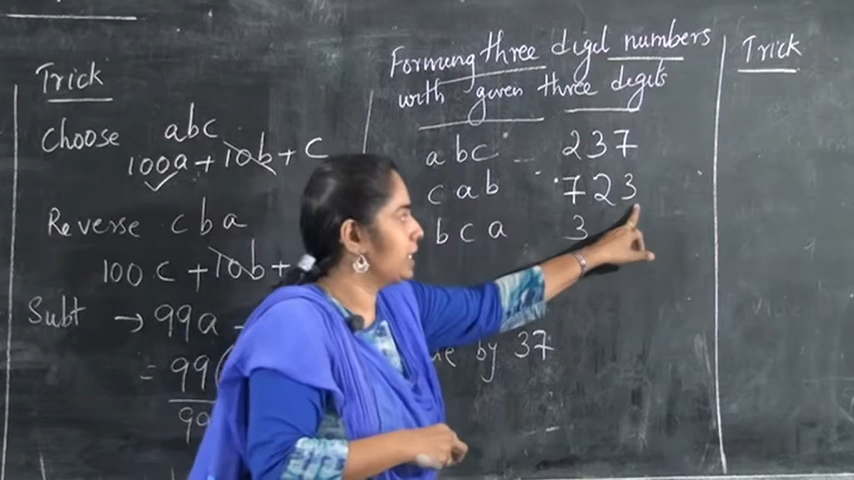 Trick
Choose abc
100a + 10b + C
Reverse cba
100 C + 10b +
Subt → 99a -
= 99(
99
Forming three digit numbers
with given three digits
abc -- 237
cab 723
bca 3
by 37
Trick